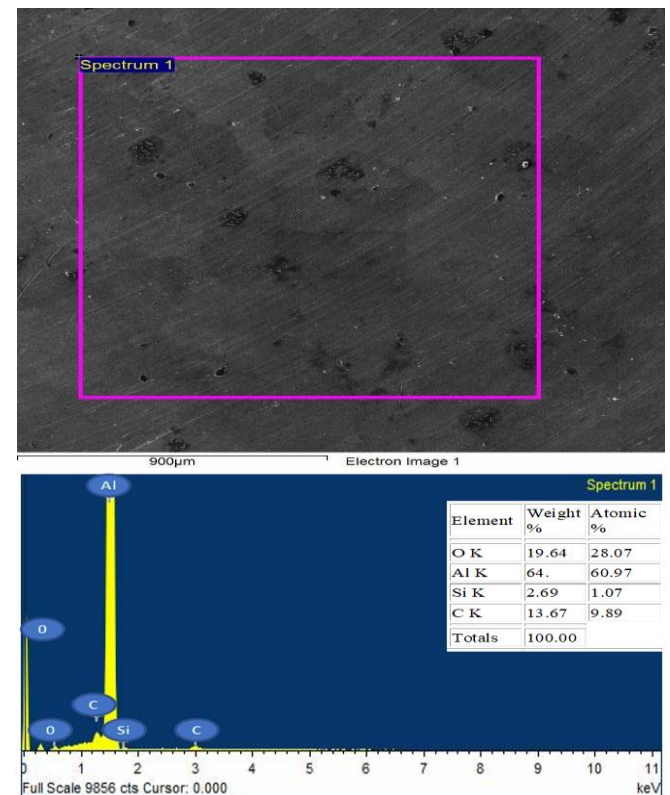 Spectrum 1
900µm Electron Image 1
Al
Spectrum 1
Element Weight % Atomic %
O K 19.64 28.07
Al K 64. 60.97
Si K 2.69 1.07
C K 13.67 9.89
Totals 100.00
O
C
O
Si
C
0 1 2 3 4 5 6 7 8 9 10 11
Full Scale 9856 cts Cursor: 0.000 keV